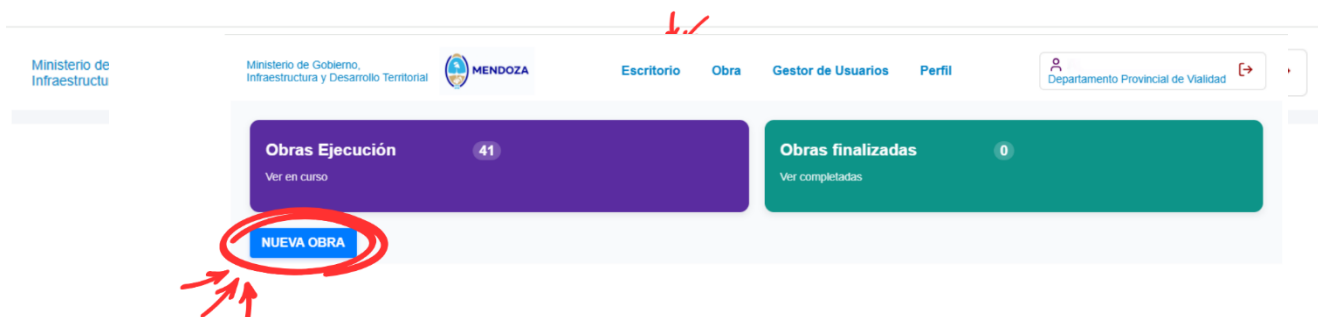 Ministerio de
Infraestructu
Ministerio de Gobierno,
Infraestructura y Desarrollo Territorial
MENDOZA
Escritorio Obra Gestor de Usuarios Perfil
Departamento Provincial de Vialidad
Obras Ejecución 41
Ver en curso
Obras finalizadas 0
Ver completadas
NUEVA OBRA